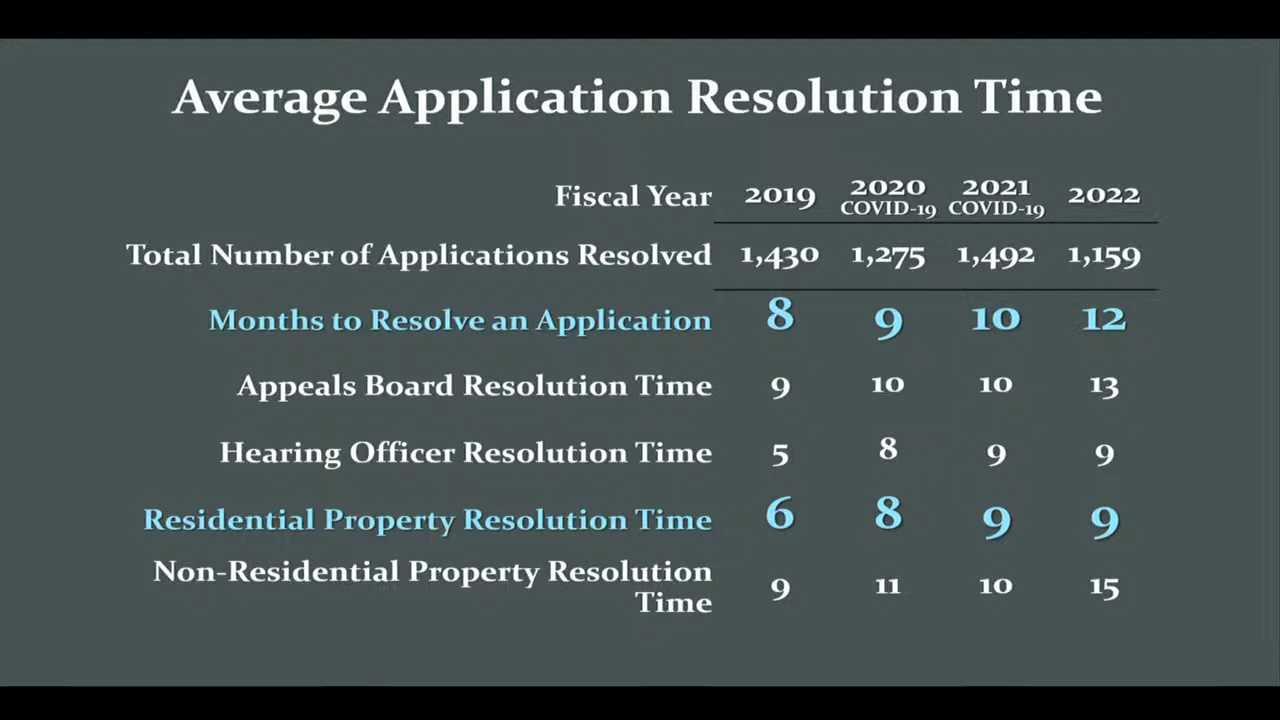 Average Application Resolution Time
Fiscal Year 2019 2020 2021 2022
COVID-19 COVID-19
Total Number of Applications Resolved 1,430 1,275 1,492 1,159
Months to Resolve an Application 8 9 10 12
Appeals Board Resolution Time 9 10 10 13
Hearing Officer Resolution Time 5 8 9 9
Residential Property Resolution Time 6 8 9 9
Non-Residential Property Resolution
Time 9 11 10 15